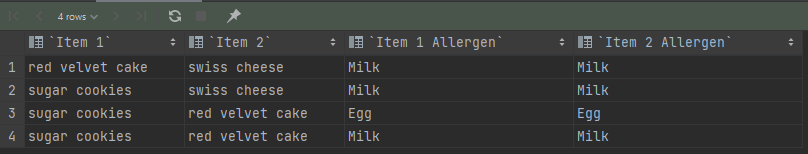 4 rows
`Item 1` `Item 2` `Item 1 Allergen` `Item 2 Allergen`
1 red velvet cake swiss cheese Milk Milk
2 sugar cookies swiss cheese Milk Milk
3 sugar cookies red velvet cake Egg Egg
4 sugar cookies red velvet cake Milk Milk